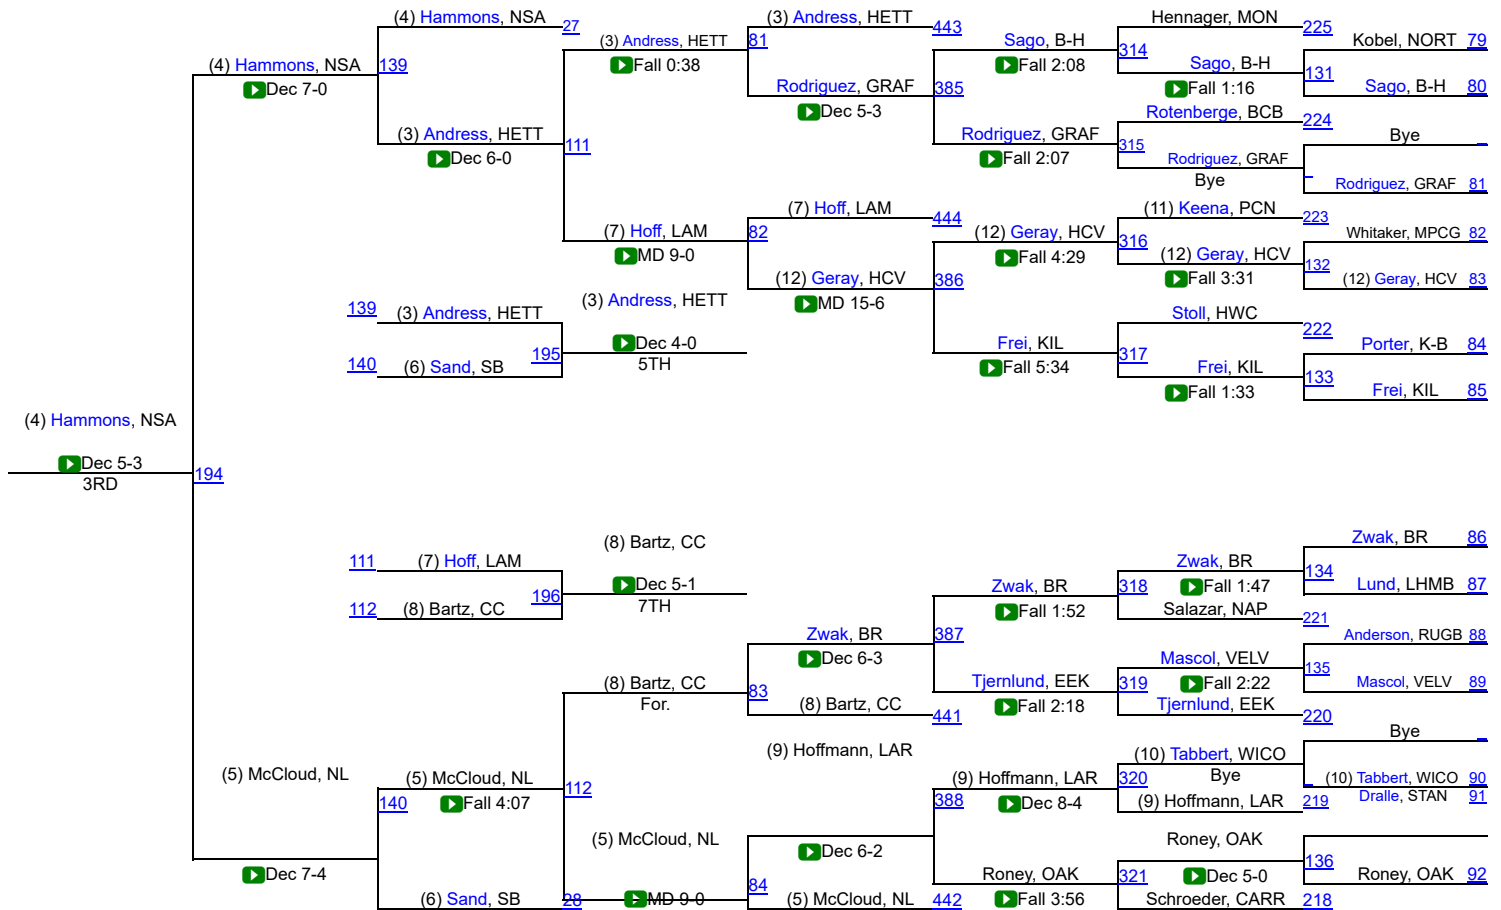 (4) Hammons, NSA
27
(3) Andress, HETT
443
Hennager, MON
225
(3) Andress, HETT
81
Sago, B-H
314
Kobel, NORT 79
(4) Hammons, NSA
139
Fall 0:38
Fall 2:08
Sago, B-H
131
Dec 7-0
Rodriguez, GRAF
385
Fall 1:16
Sago, B-H 80
Dec 5-3
Rotenberge, BCB
224
(3) Andress, HETT
111
Rodriguez, GRAF
315
Bye
Dec 6-0
Fall 2:07
Rodriguez, GRAF
Bye
Rodriguez, GRAF 81
(7) Hoff, LAM
444
(11) Keena, PCN
223
(7) Hoff, LAM
82
(12) Geray, HCV
316
Whitaker, MPCG 82
MD 9-0
Fall 4:29
(12) Geray, HCV
132
(12) Geray, HCV
386
Fall 3:31
(12) Geray, HCV 83
(3) Andress, HETT
MD 15-6
139 (3) Andress, HETT
Stoll, HWC
222
Dec 4-0
195
Frei, KIL
317
Porter, K-B 84
140 (6) Sand, SB
5TH
Fall 5:34
Frei, KIL
133
Fall 1:33
Frei, KIL 85
(4) Hammons, NSA
Dec 5-3
194
3RD
(8) Bartz, CC
Zwak, BR 86
111 (7) Hoff, LAM
Zwak, BR
134
Dec 5-1
196
Zwak, BR
318
Fall 1:47
Lund, LHMB 87
112 (8) Bartz, CC
7TH
Fall 1:52
Salazar, NAP
221
Zwak, BR
387
Anderson, RUGB 88
Dec 6-3
Mascol, VELV
135
(8) Bartz, CC
83
Tjernlund, EEK
319
Fall 2:22
Mascol, VELV 89
For.
(8) Bartz, CC
441
Fall 2:18
Tjernlund, EEK
220
Bye
(9) Hoffmann, LAR
(10) Tabbert, WICO
(5) McCloud, NL
(5) McCloud, NL
112
(9) Hoffmann, LAR
320
Bye
(10) Tabbert, WICO 90
140
Fall 4:07
388
Dec 8-4
(9) Hoffmann, LAR
219
Dralle, STAN 91
(5) McCloud, NL
Dec 6-2
Roney, OAK
136
Dec 7-4
84
Roney, OAK
321
Dec 5-0
Roney, OAK 92
(6) Sand, SB
28
MD 9-0
(5) McCloud, NL
442
Fall 3:56
Schroeder, CARR
218